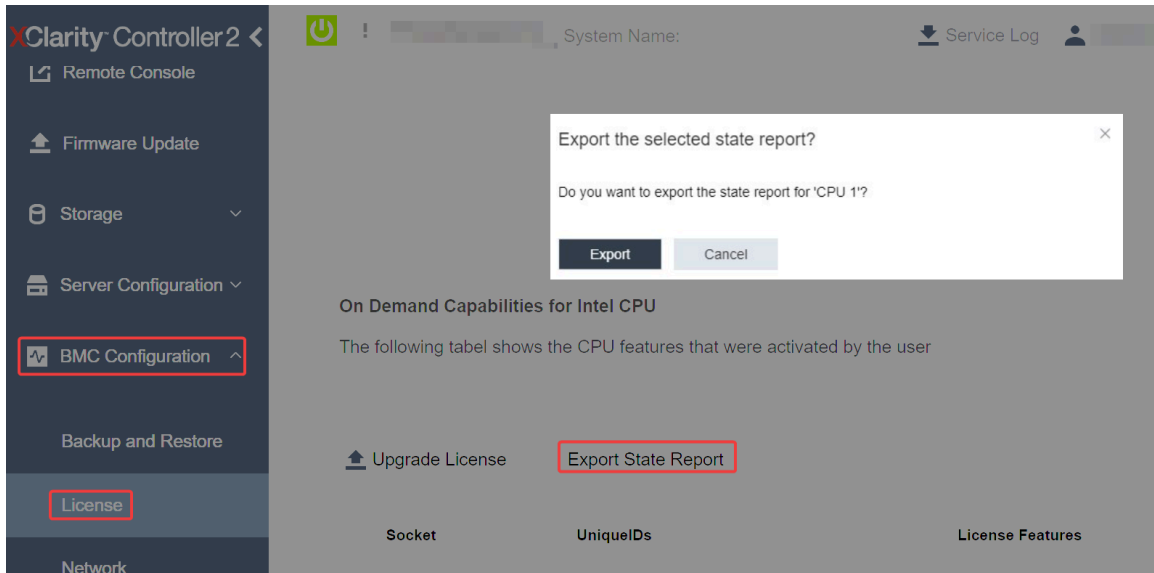 XClarity Controller 2
Remote Console
Firmware Update
Storage
Server Configuration
BMC Configuration
Backup and Restore
License
Network
! System Name:
Service Log
Export the selected state report?
Do you want to export the state report for 'CPU 1'?
Export Cancel
On Demand Capabilities for Intel CPU
The following tabel shows the CPU features that were activated by the user
Upgrade License Export State Report
Socket UniqueIDs License Features